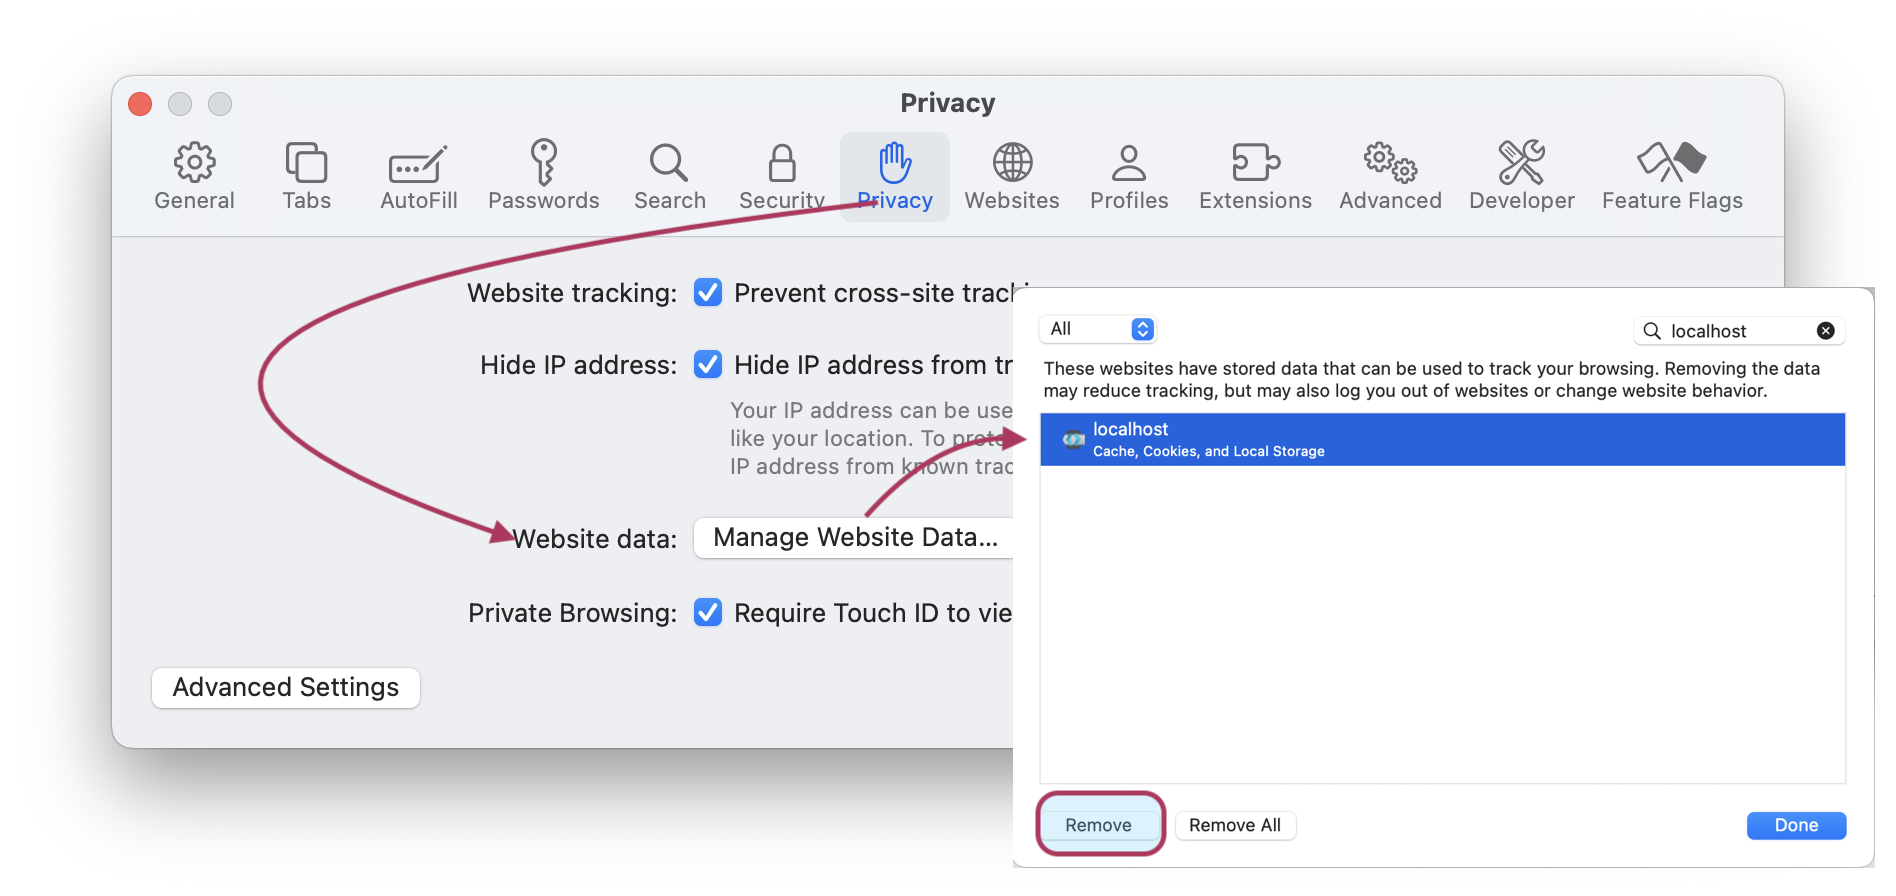 Privacy
General Tabs AutoFill Passwords Search Security Privacy Websites Profiles Extensions Advanced Developer Feature Flags
Website tracking: Prevent cross-site tracki
Hide IP address: Hide IP address from tr
Your IP address can be use
like your location. To prote
IP address from known trac
Website data: Manage Website Data...
Private Browsing: Require Touch ID to vie
Advanced Settings
All localhost
These websites have stored data that can be used to track your browsing. Removing the data
may reduce tracking, but may also log you out of websites or change website behavior.
localhost
Cache, Cookies, and Local Storage
Remove Remove All Done